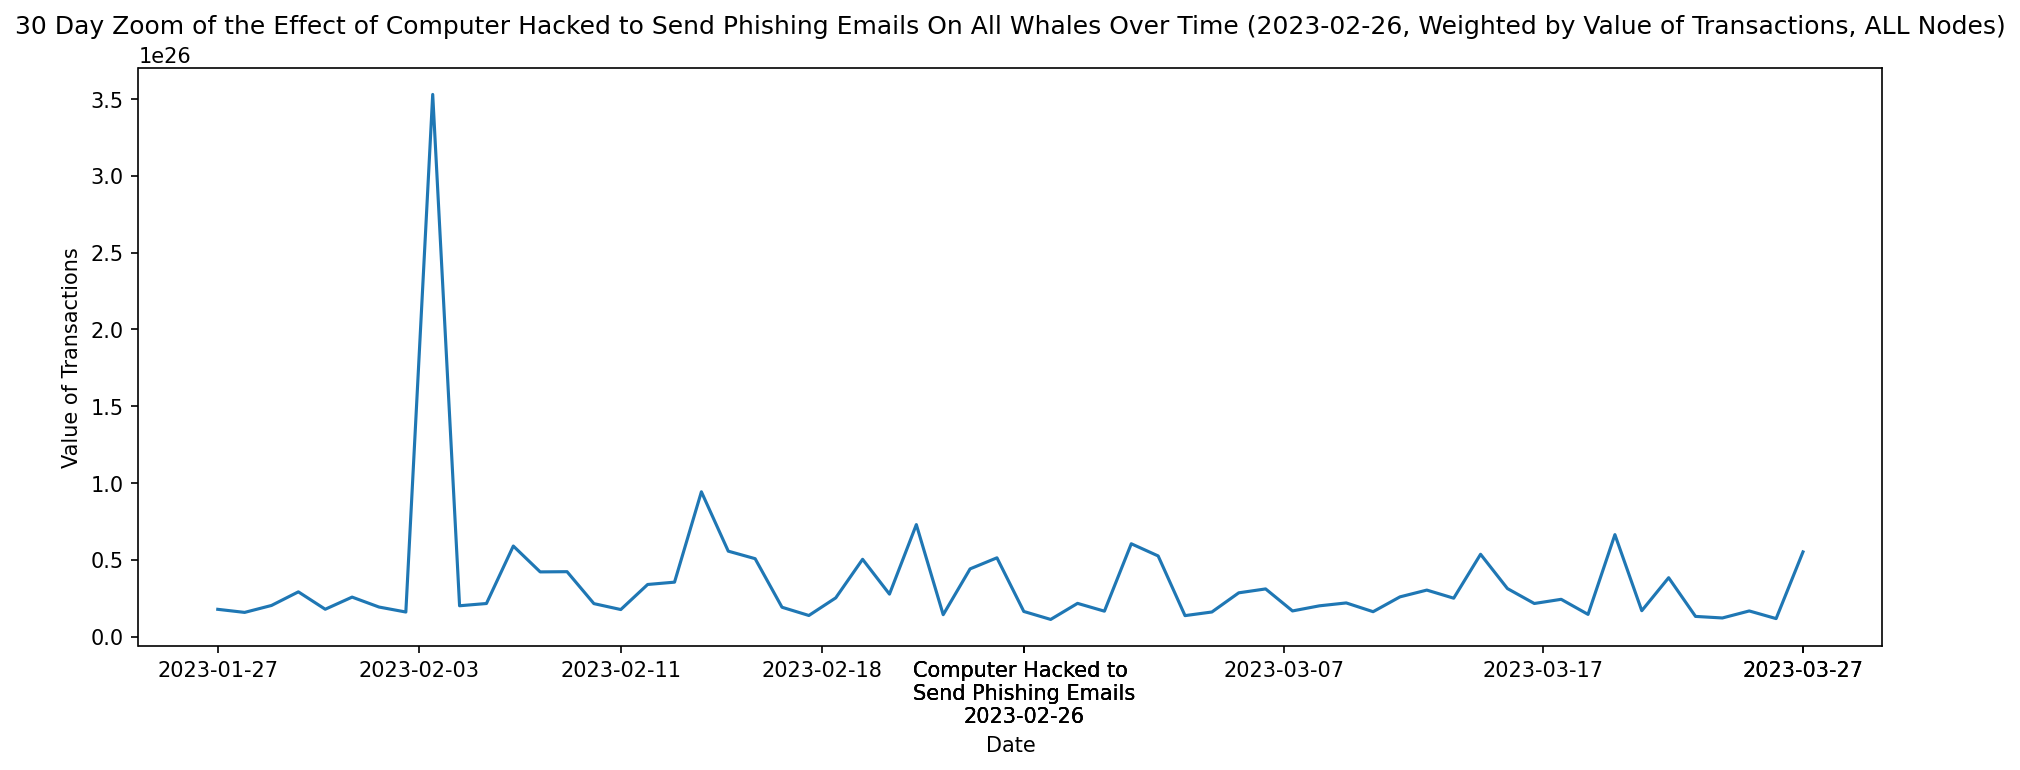 30 Day Zoom of the Effect of Computer Hacked to Send Phishing Emails On All Whales Over Time (2023-02-26, Weighted by Value of Transactions, ALL Nodes)
1e26
3.5
3.0
2.5
2.0
1.5
1.0
0.5
0.0
Value of Transactions
2023-01-27 2023-02-03 2023-02-11 2023-02-18 Computer Hacked to 2023-03-07 2023-03-17 2023-03-27
Send Phishing Emails
2023-02-26
Date